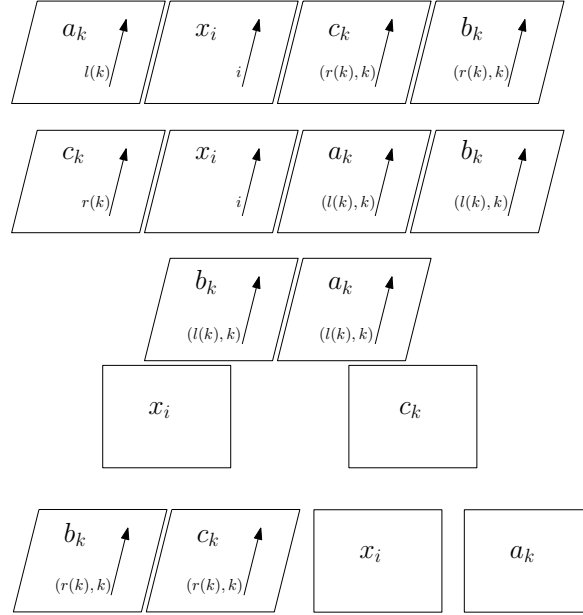 a_k x_i c_k b_k
l(k) i (r(k), k) (r(k), k)
c_k x_i a_k b_k
r(k) i (l(k), k) (l(k), k)
b_k a_k
(l(k), k) (l(k), k)
x_i c_k
b_k c_k x_i a_k
(r(k), k) (r(k), k)